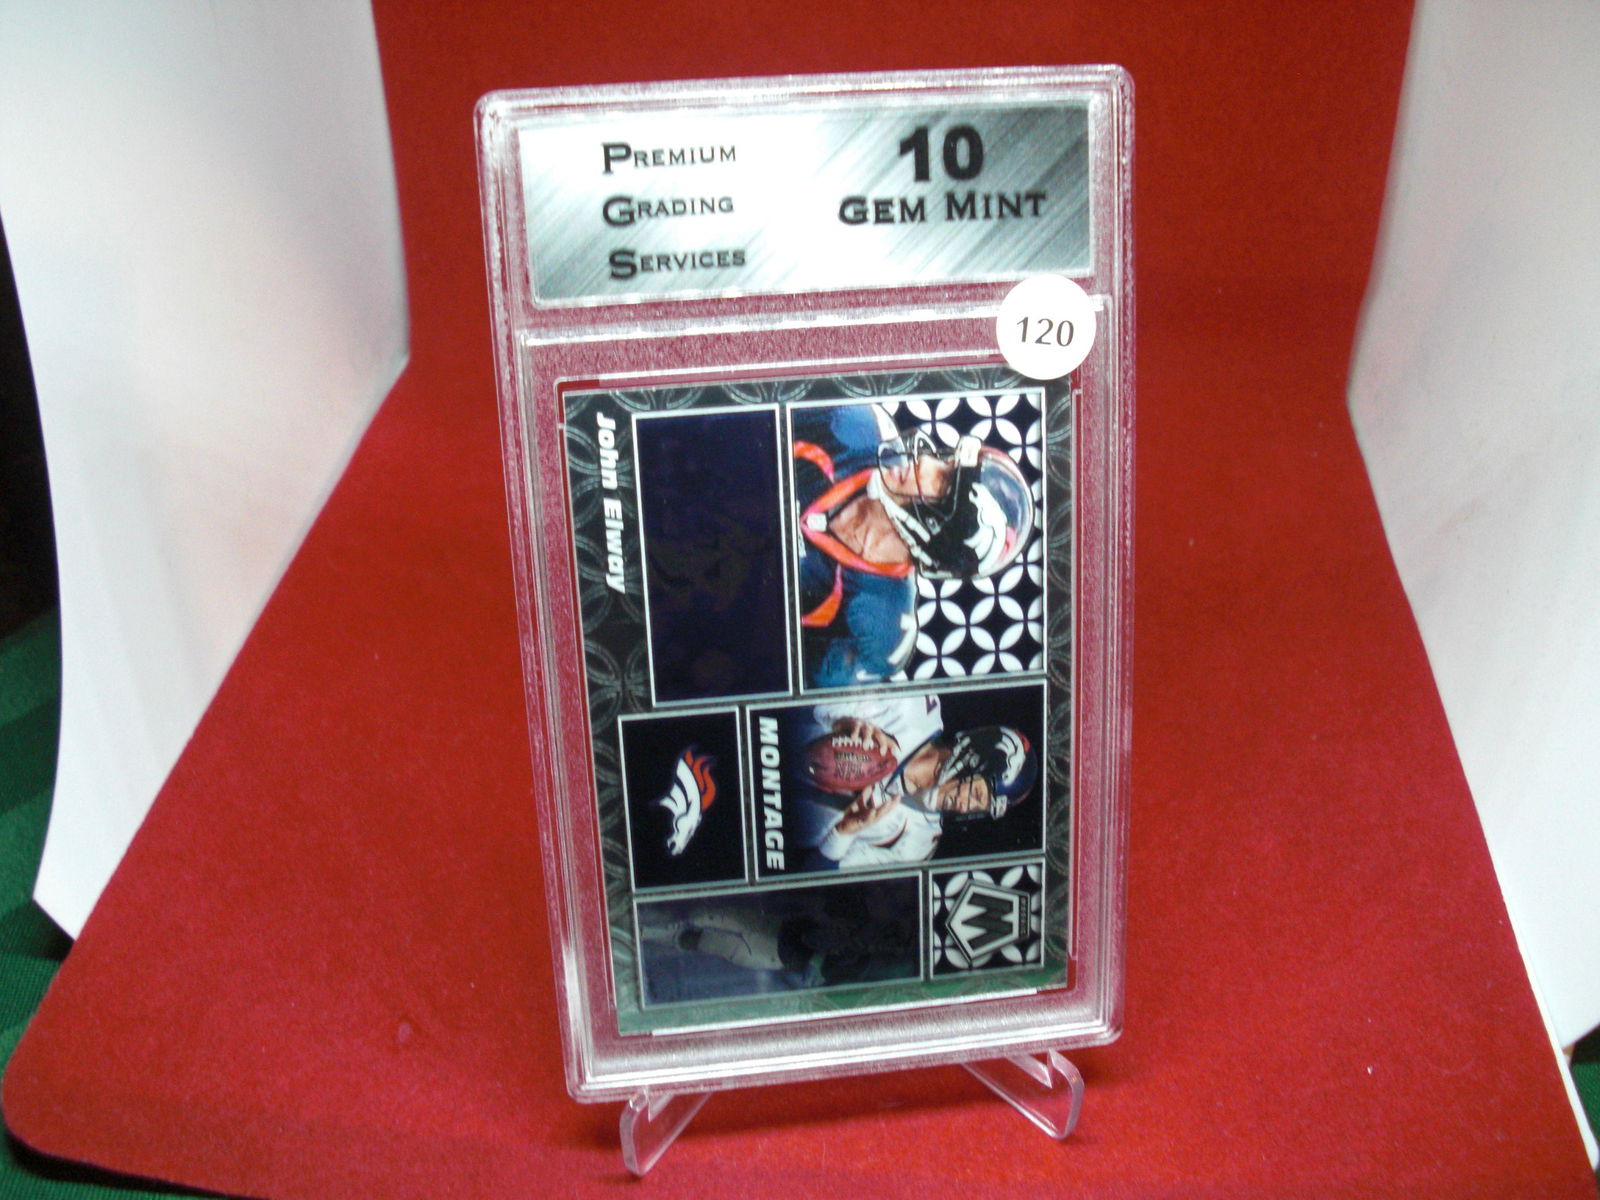 PREMIUM
GRADING
SERVICES
10
GEM MINT
120
John Elway
MONTAGE